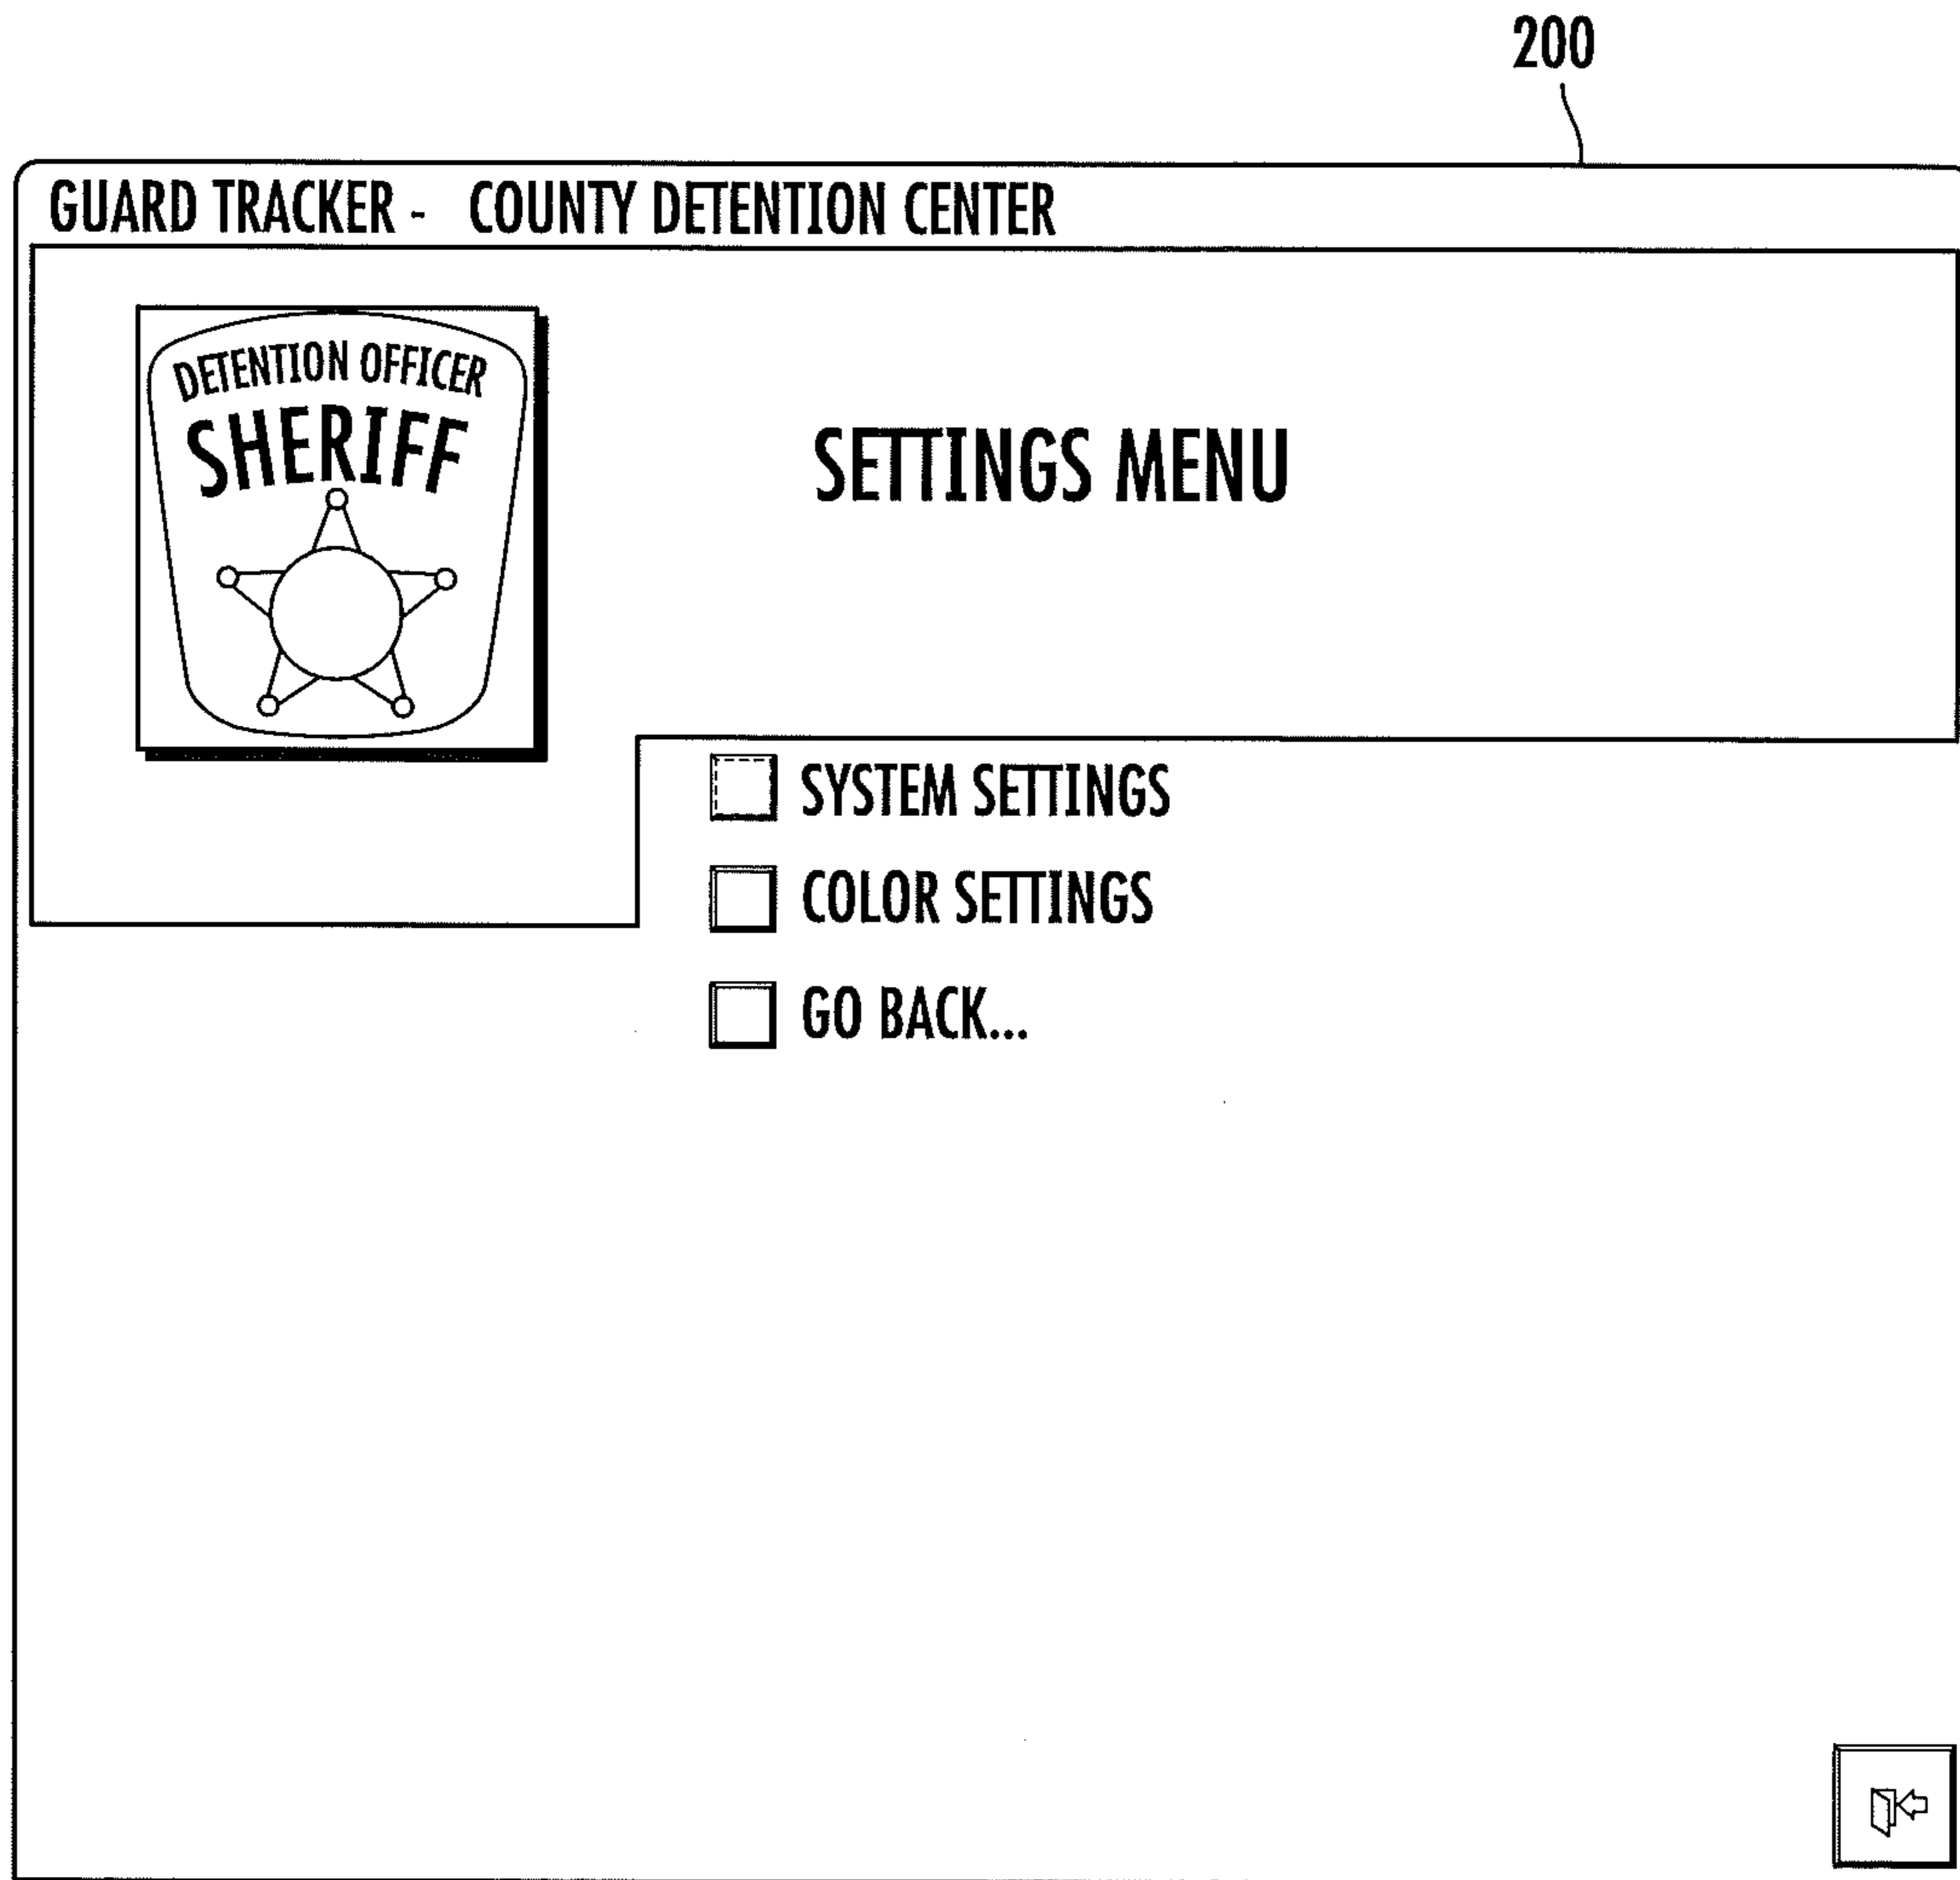 200
GUARD TRACKER - COUNTY DETENTION CENTER
DETENTION OFFICER
SHERIFF
SETTINGS MENU
SYSTEM SETTINGS
COLOR SETTINGS
GO BACK...